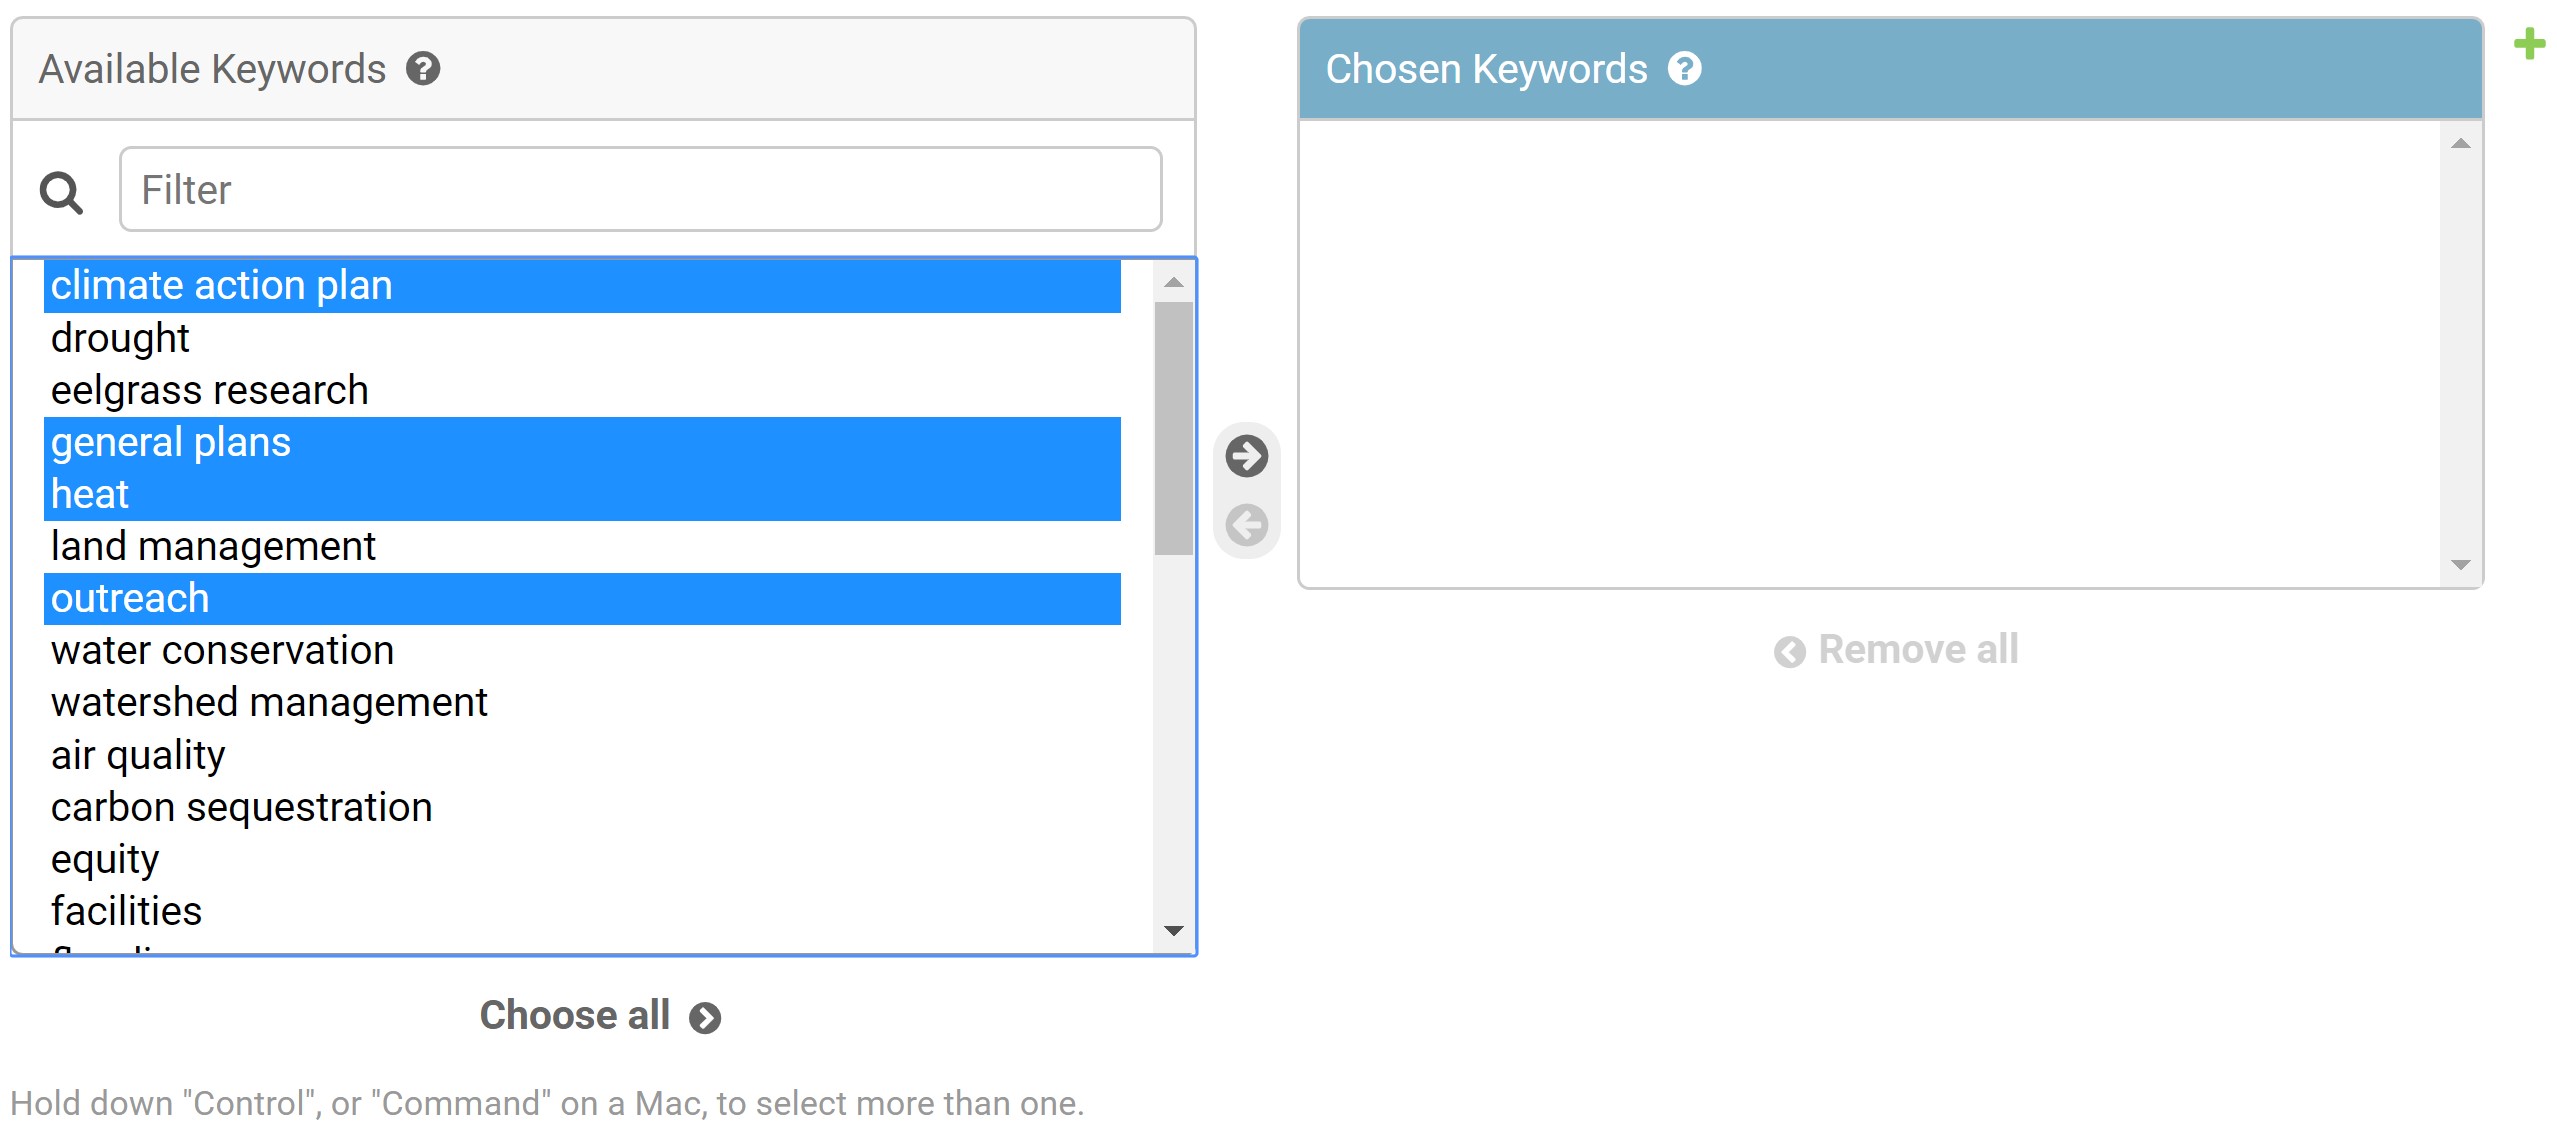 Available Keywords
Filter
climate action plan
drought
eelgrass research
general plans
heat
land management
outreach
water conservation
watershed management
air quality
carbon sequestration
equity
facilities
Choose all
Hold down "Control", or "Command" on a Mac, to select more than one.
Chosen Keywords
Remove all